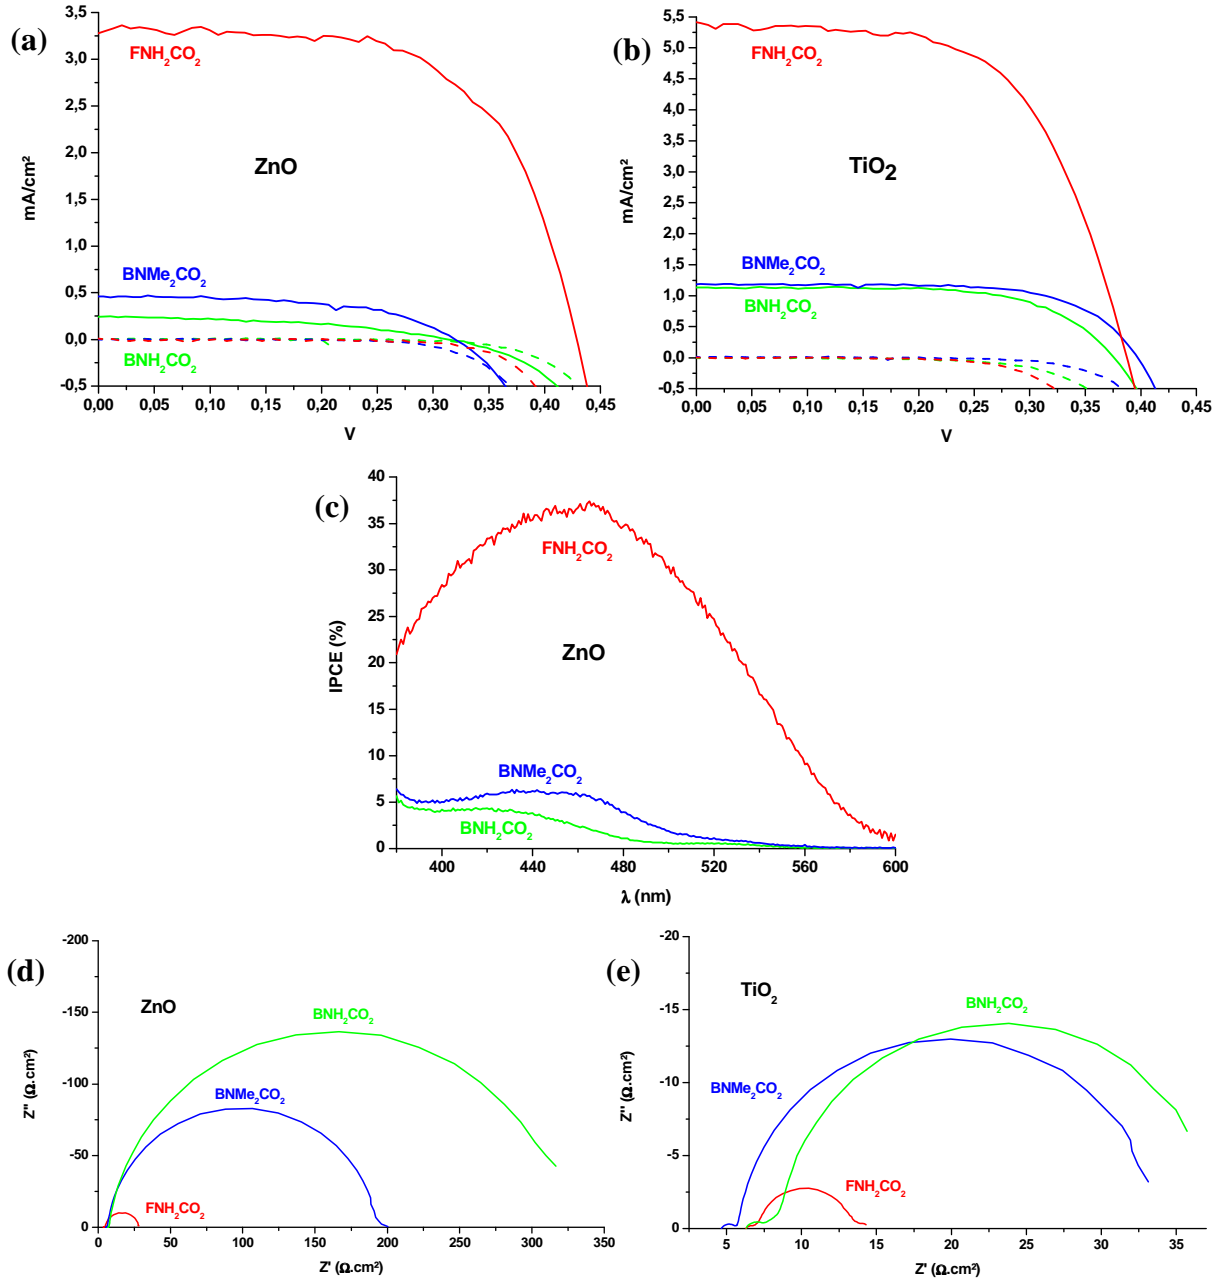 (a)
3,5
3,0
2,5
2,0
1,5
1,0
0,5
0,0
-0,5
mA/cm²
FNH₂CO₂
ZnO
BNMe₂CO₂
BNH₂CO₂
0,00 0,05 0,10 0,15 0,20 0,25 0,30 0,35 0,40 0,45
V
(b)
5,5
5,0
4,5
4,0
3,5
3,0
2,5
2,0
1,5
1,0
0,5
0,0
-0,5
mA/cm²
FNH₂CO₂
TiO₂
BNMe₂CO₂
BNH₂CO₂
0,00 0,05 0,10 0,15 0,20 0,25 0,30 0,35 0,40 0,45
V
(c)
40
35
30
25
20
15
10
5
0
IPCE (%)
FNH₂CO₂
ZnO
BNMe₂CO₂
BNH₂CO₂
400 440 480 520 560 600
λ (nm)
(d)
-200
-150
-100
-50
0
Z'' (Ω.cm²)
ZnO
BNH₂CO₂
BNMe₂CO₂
FNH₂CO₂
0 50 100 150 200 250 300 350
Z' (Ω.cm²)
(e)
-20
-15
-10
-5
0
Z'' (Ω.cm²)
TiO₂
BNH₂CO₂
BNMe₂CO₂
FNH₂CO₂
5 10 15 20 25 30 35
Z' (Ω.cm²)